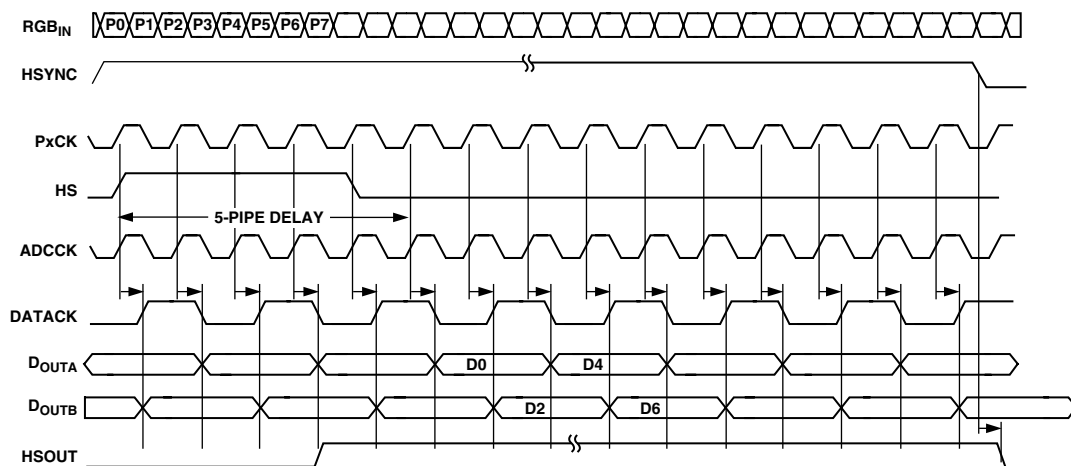 RGBIN P0 P1 P2 P3 P4 P5 P6 P7
HSYNC
PxCK
HS
5-PIPE DELAY
ADCCK
DATACK
DOUTA D0 D4
DOUTB D2 D6
HSOUT